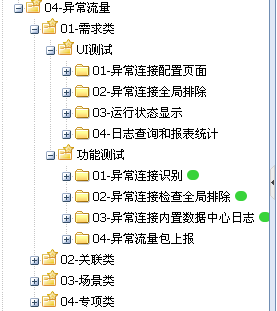 04-异常流量
01-需求类
UI测试
01-异常连接配置页面
02-异常连接全局排除
03-运行状态显示
04-日志查询和报表统计
功能测试
01-异常连接识别
02-异常连接检查全局排除
03-异常连接内置数据中心日志
04-异常流量包上报
02-关联类
03-场景类
04-专项类